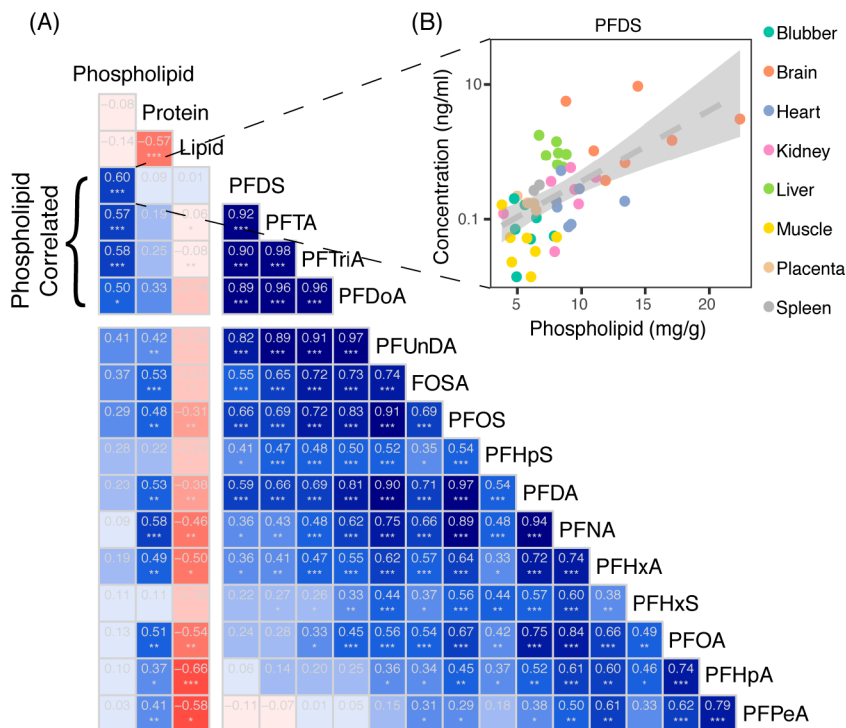 (A)
(B)
PFDS
Phospholipid
−0.08 Protein
−0.14 −0.57 *** Lipid
0.60 *** 0.09 0.01 PFDS
0.57 *** 0.19 −0.06 * 0.92 *** PFTA
0.58 *** 0.25 −0.08 ** 0.90 *** 0.98 *** PFTriA
0.50 * 0.33 0.89 *** 0.96 *** 0.96 *** PFDoA
Phospholipid
Correlated
0.41 0.42 ** 0.82 *** 0.89 *** 0.91 *** 0.97 *** PFUnDA
0.37 0.53 *** 0.55 *** 0.65 *** 0.72 *** 0.73 *** 0.74 *** FOSA
0.29 0.48 ** −0.31 ** 0.66 *** 0.69 *** 0.72 *** 0.83 *** 0.91 *** 0.69 *** PFOS
0.28 0.22 0.41 * 0.47 *** 0.48 *** 0.50 *** 0.52 *** 0.35 * 0.54 *** PFHpS
0.23 0.53 ** −0.38 ** 0.59 *** 0.66 *** 0.69 *** 0.81 *** 0.90 *** 0.71 *** 0.97 *** 0.54 *** PFDA
0.09 0.58 *** −0.46 ** 0.36 * 0.43 ** 0.48 *** 0.62 *** 0.75 *** 0.66 *** 0.89 *** 0.48 *** 0.94 *** PFNA
0.19 0.49 ** −0.50 * 0.36 * 0.41 ** 0.47 *** 0.55 *** 0.62 *** 0.57 *** 0.64 *** 0.33 * 0.72 *** 0.74 *** PFHxA
0.11 0.11 0.22 0.27 * 0.26 * 0.33 ** 0.44 *** 0.37 * 0.56 *** 0.44 ** 0.57 *** 0.60 *** 0.38 ** PFHxS
0.13 0.51 ** −0.54 ** 0.24 0.28 0.33 * 0.45 *** 0.56 *** 0.54 *** 0.67 *** 0.42 ** 0.75 *** 0.84 *** 0.66 *** 0.49 ** PFOA
0.10 0.37 * −0.66 *** 0.06 0.14 0.20 0.25 0.36 * 0.34 * 0.45 ** 0.37 * 0.52 ** 0.61 *** 0.60 ** 0.46 * 0.74 *** PFHpA
0.03 0.41 ** −0.58 * −0.11 −0.07 0.01 0.05 0.15 0.31 * 0.29 * 0.18 0.38 * 0.50 ** 0.61 ** 0.33 0.62 *** 0.79 *** PFPeA
Concentration (ng/ml)
10
0.1
5 10 15 20
Phospholipid (mg/g)
Blubber
Brain
Heart
Kidney
Liver
Muscle
Placenta
Spleen